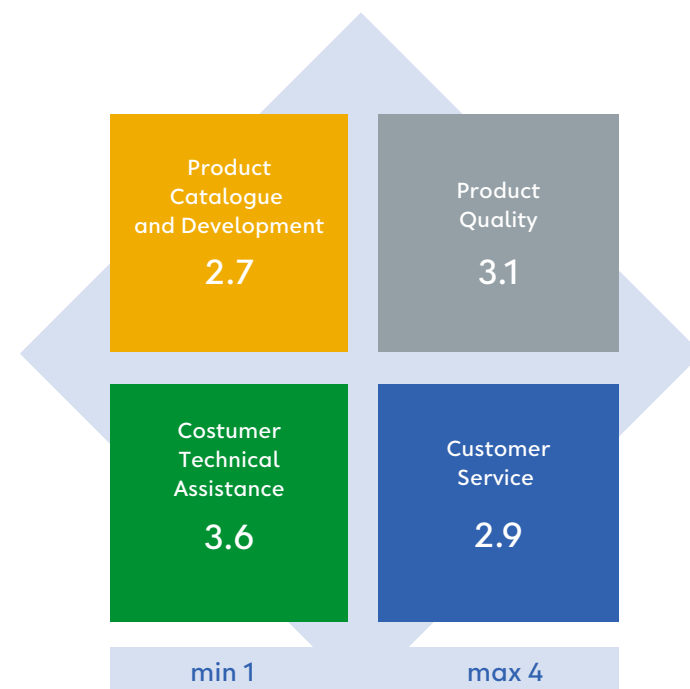 Product
Catalogue
and Development
2.7
Product
Quality
3.1
Costumer
Technical
Assistance
3.6
Customer
Service
2.9
min 1
max 4